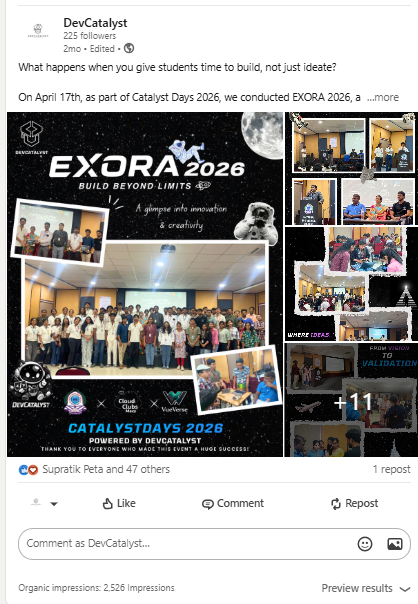 DevCatalyst
225 followers
2mo • Edited •
What happens when you give students time to build, not just ideate?
On April 17th, as part of Catalyst Days 2026, we conducted EXORA 2026, a ...more
DEVCATALYST
EXORA 2026
BUILD BEYOND LIMITS
A glimpse into innovation
& creativity
DEVCATALYST
×
Cloud
Clubs
×
VueVerse
CATALYSTDAYS 2026
POWERED BY DEVCATALYST
THANK YOU TO EVERYONE WHO MADE THIS EVENT A HUGE SUCCESS!
WHERE IDEAS
FROM VISION
TO
VALIDATION
+11
Supratik Peta and 47 others
1 repost
Like
Comment
Repost
Comment as DevCatalyst...
Organic impressions: 2,526 Impressions
Preview results